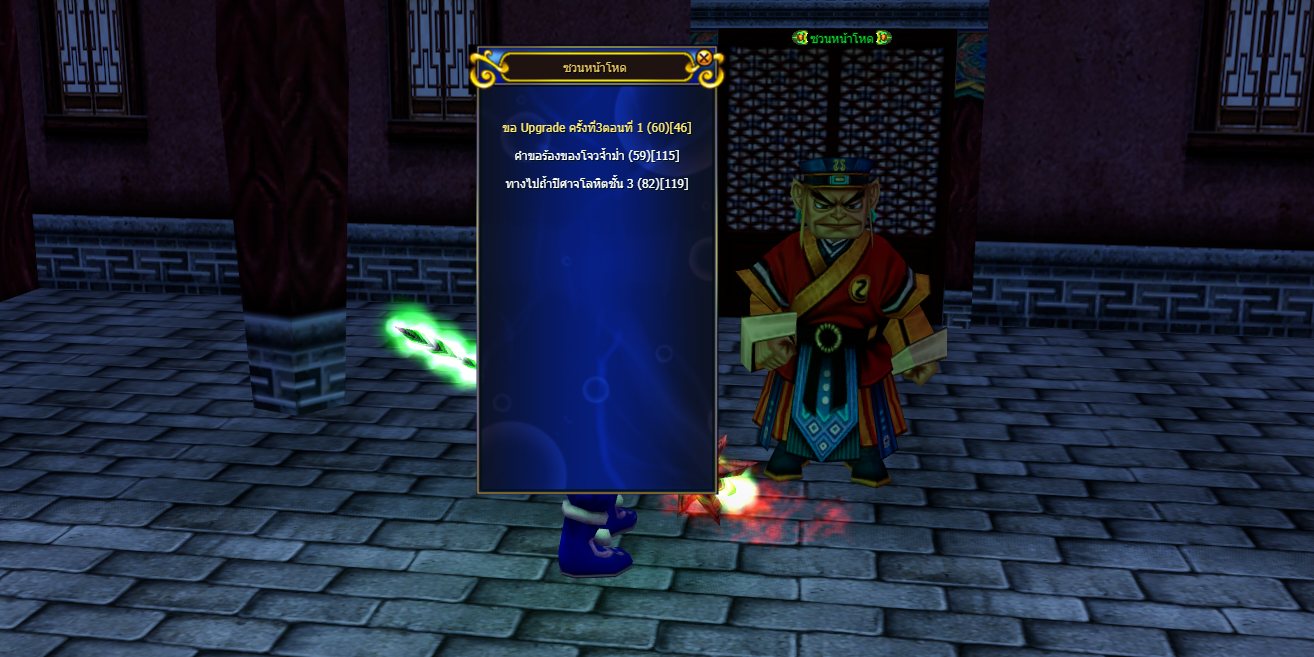 ซวนหน้าโหด
ซวนหน้าโหด
ขอ Upgrade ครั้งที่3ตอนที่ 1 (60)[46]
คำขอร้องของโจวจ้ำม่ำ (59)[115]
ทางไปถ้ำปีศาจโลหิตชั้น 3 (82)[119]